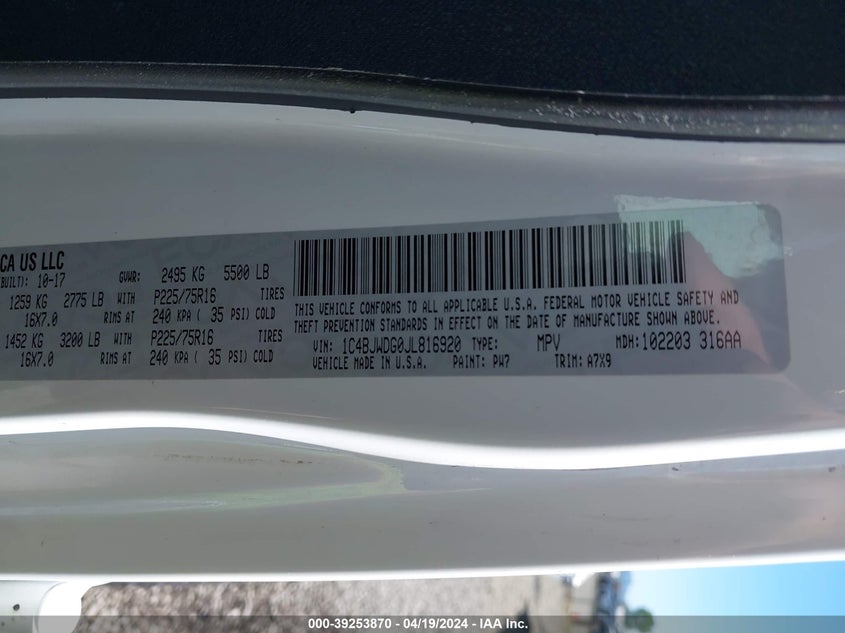 CA US LLC
BUILT): 10-17 GVWR: 2495 KG 5500 LB
1259 KG 2775 LB WITH P225/75R16 TIRES
16X7.0 RIMS AT 240 KPA ( 35 PSI) COLD
1452 KG 3200 LB WITH P225/75R16 TIRES
16X7.0 RIMS AT 240 KPA ( 35 PSI) COLD
THIS VEHICLE CONFORMS TO ALL APPLICABLE U.S.A. FEDERAL MOTOR VEHICLE SAFETY AND
THEFT PREVENTION STANDARDS IN EFFECT ON THE DATE OF MANUFACTURE SHOWN ABOVE.
VIN: 1C4BJWDG0JL816920 TYPE: MPV MDH: 102203 316AA
VEHICLE MADE IN U.S.A. PAINT: PW7 TRIM: A7X9
000-39253870 - 04/19/2024 - IAA Inc.